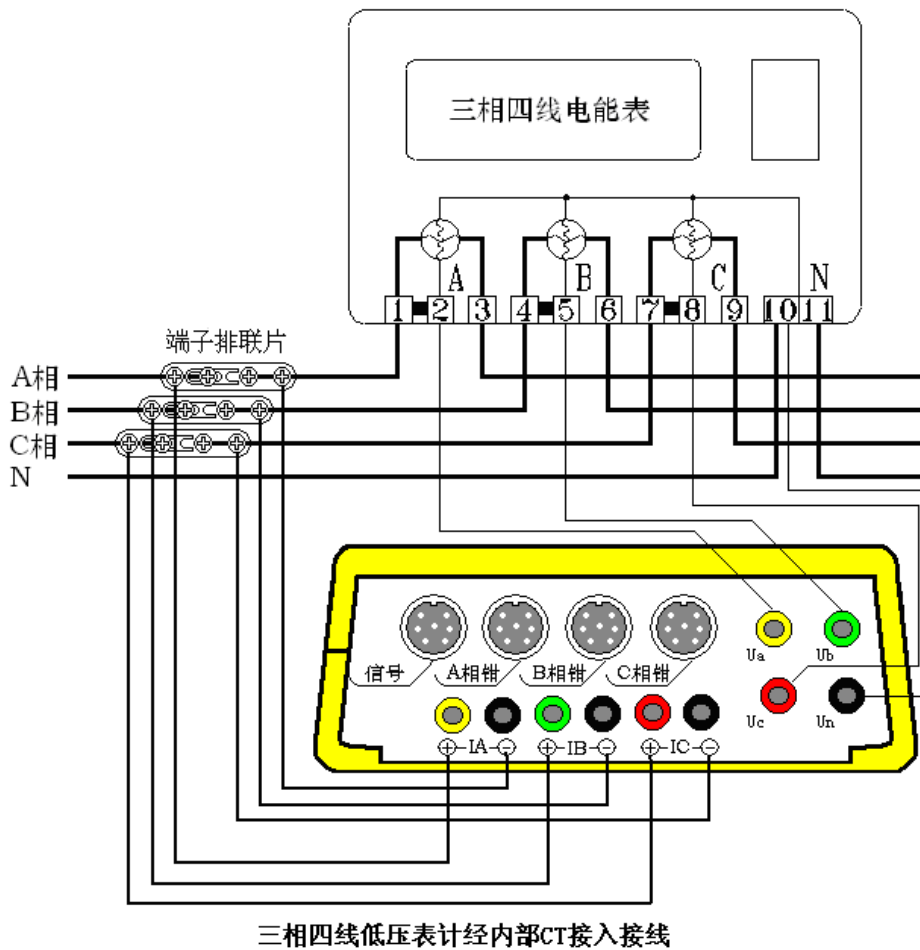 三相四线电能表
A B C N
1 2 3 4 5 6 7 8 9 10 11
端子排联片
A相
B相
C相
N
信号 A相钳 B相钳 C相钳
Ua Ub
Uc Un
+ IA - + IB - + IC -
三相四线低压表计经内部CT接入接线